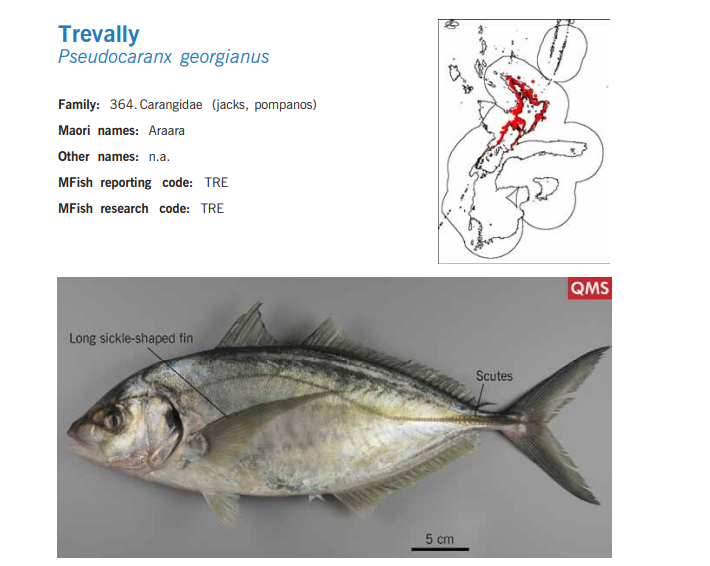 Trevally
Pseudocaranx georgianus
Family: 364. Carangidae (jacks, pompanos)
Maori names: Araara
Other names: n.a.
MFish reporting code: TRE
MFish research code: TRE
QMS
Long sickle-shaped fin
Scutes
5 cm